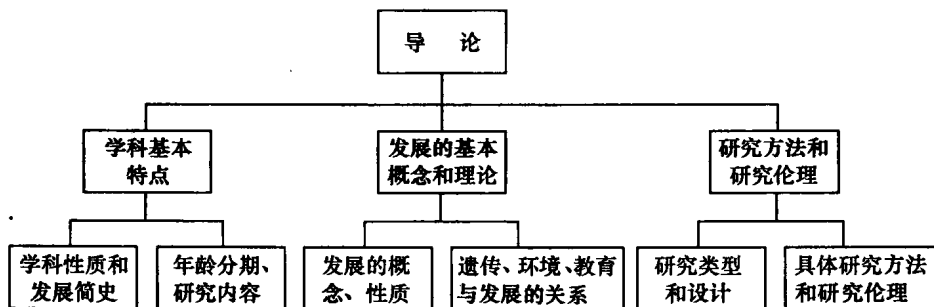 导 论
学科基本
特点
发展的基本
概念和理论
研究方法和
研究伦理
学科性质和
发展简史
年龄分期、
研究内容
发展的概
念、性质
遗传、环境、教育
与发展的关系
研究类型
和设计
具体研究方法
和研究伦理